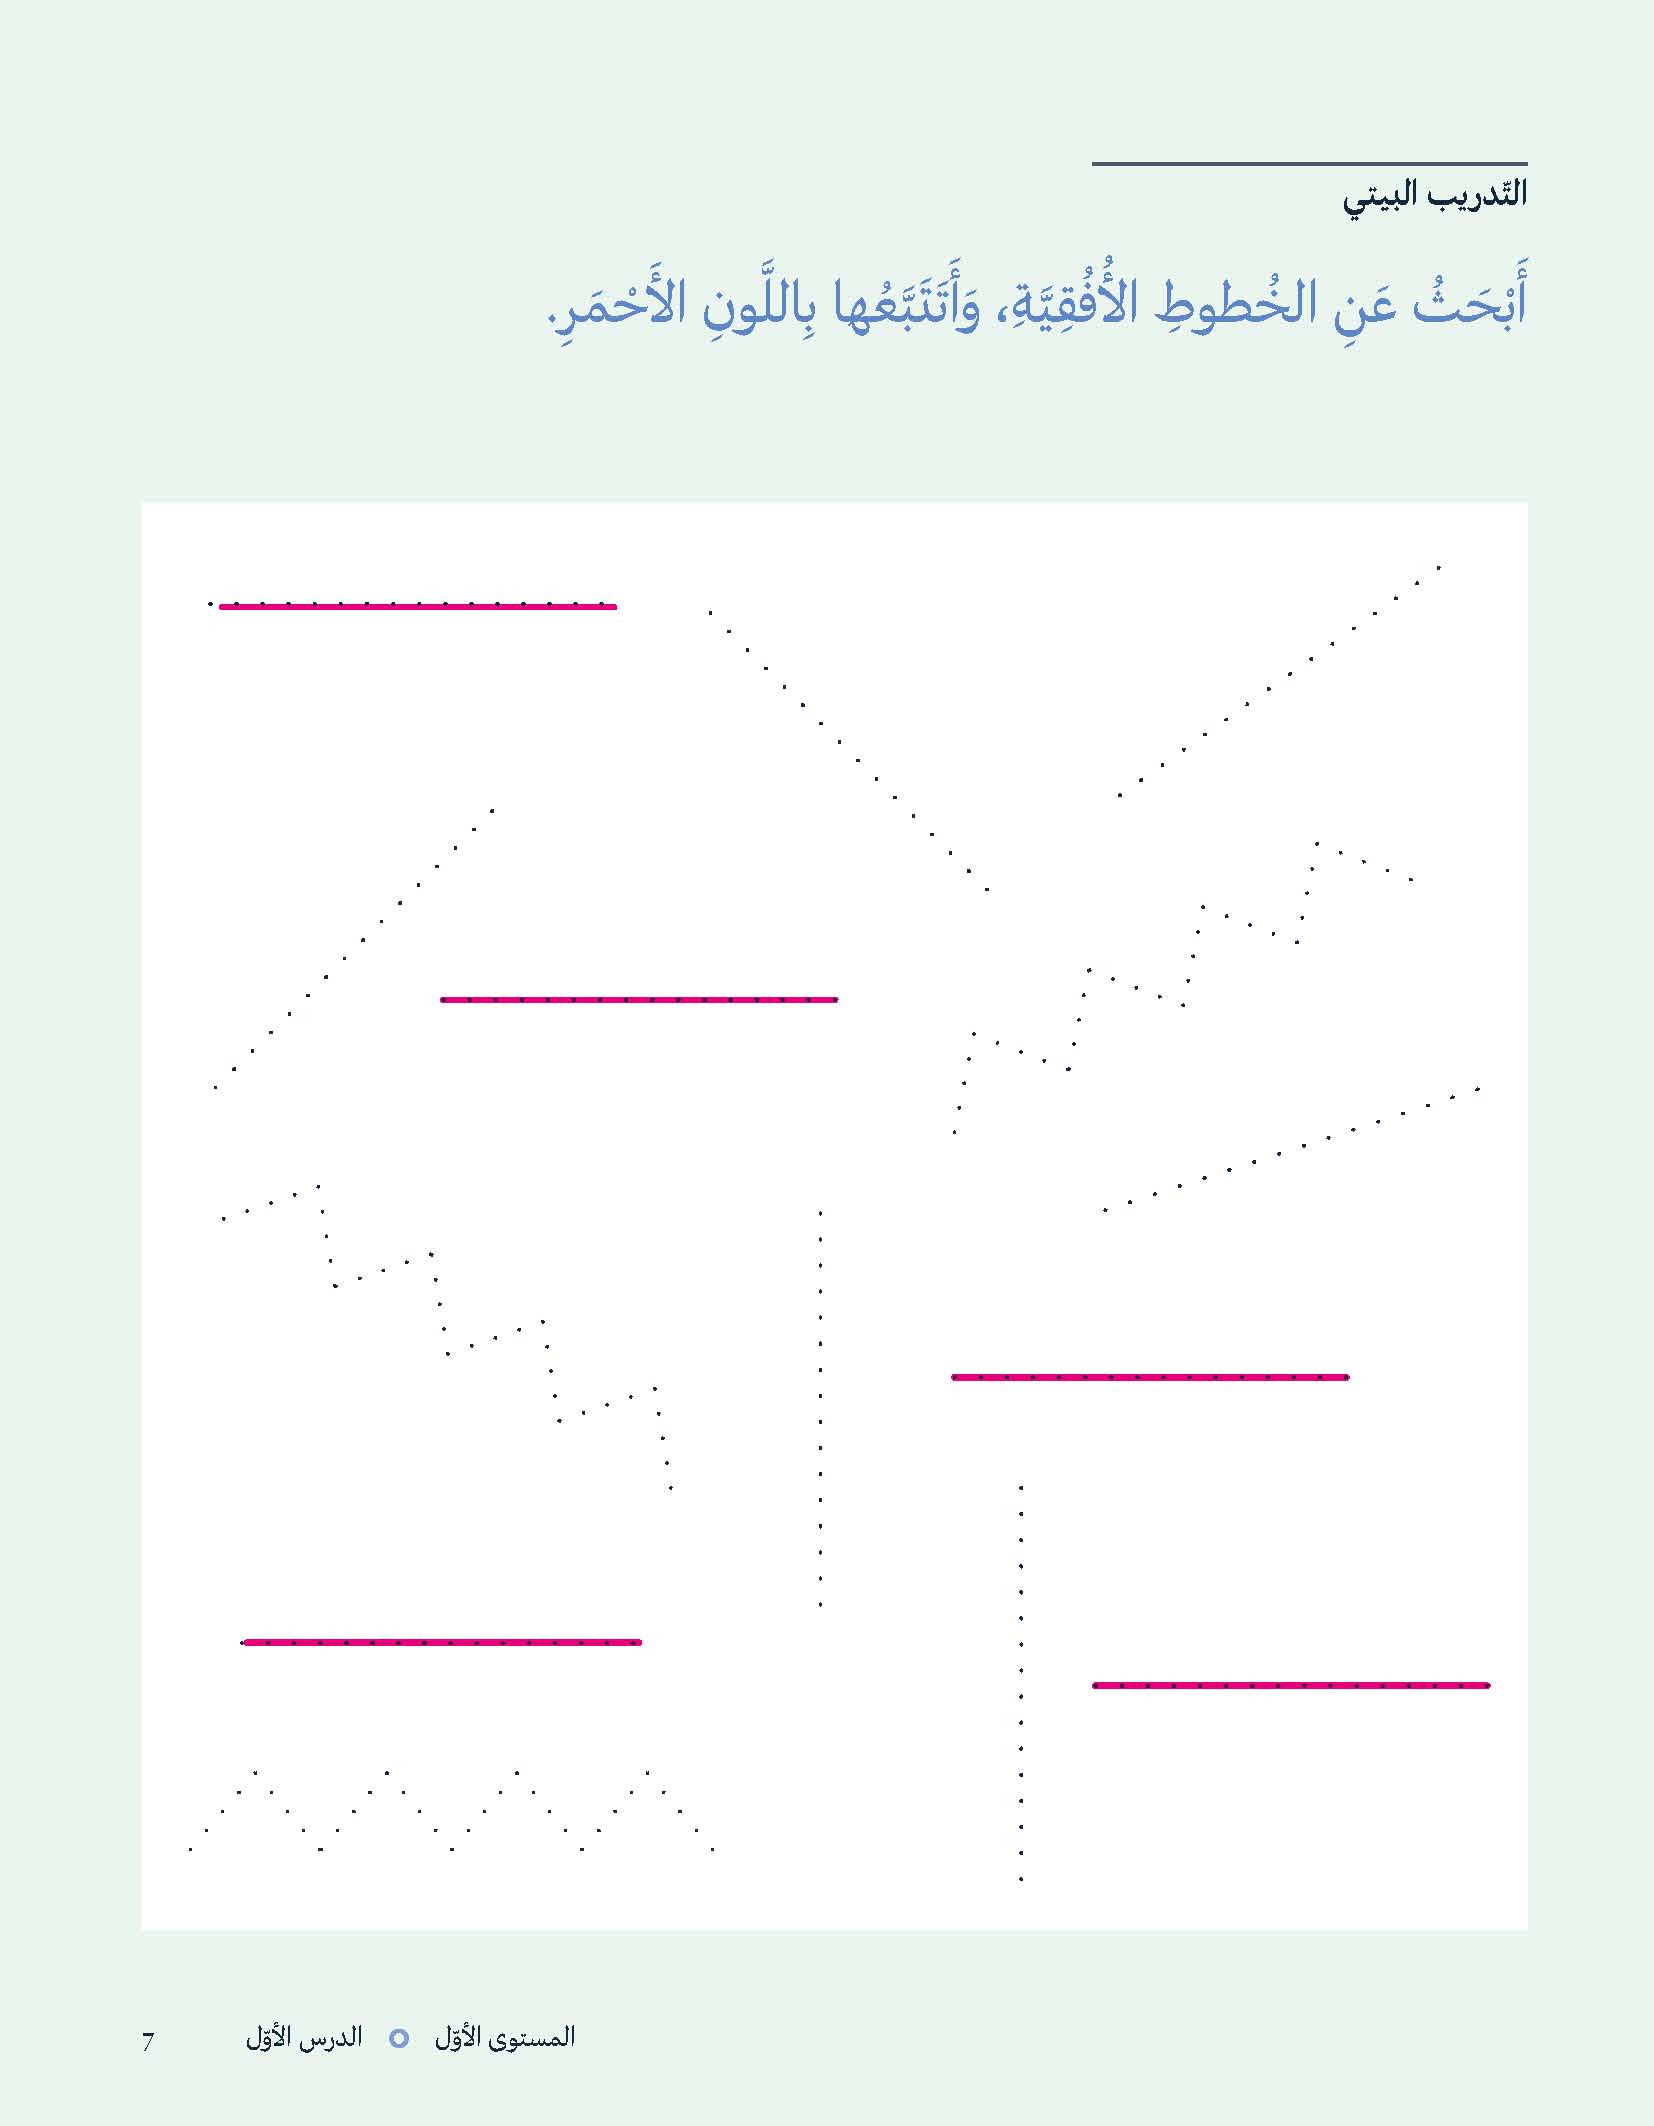 التّدريب البيتي
أَبْحَثُ عَنِ الخُطوطِ الأُفُقِيَّةِ، وَأَتَتَبَّعُها بِاللَّونِ الأَحْمَرِ.
المستوى الأوّل الدرس الأوّل 7